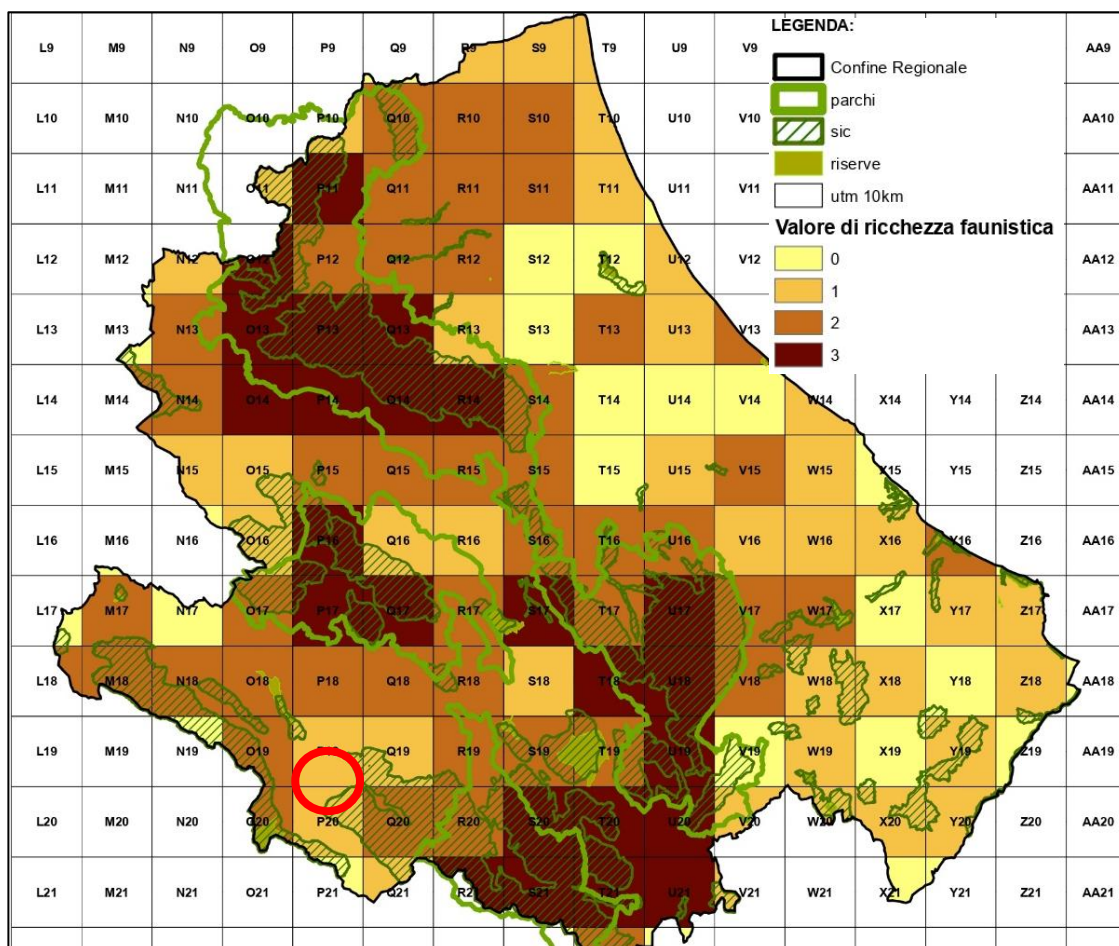 LEGENDA:
Confine Regionale
parchi
sic
riserve
utm 10km
Valore di ricchezza faunistica
0
1
2
3
L9 M9 N9 O9 P9 Q9 R9 S9 T9 U9 V9 AA9
L10 M10 N10 O10 P10 Q10 R10 S10 T10 U10 V10 AA10
L11 M11 N11 O11 P11 Q11 R11 S11 T11 U11 V11 AA11
L12 M12 N12 P12 Q12 R12 S12 T12 U12 V12 AA12
L13 M13 N13 O13 P13 Q13 R13 S13 T13 U13 V13 AA13
L14 M14 N14 O14 P14 Q14 R14 S14 T14 U14 V14 W14 X14 Y14 Z14 AA14
L15 M15 N15 O15 P15 Q15 R15 S15 T15 U15 V15 W15 X15 Y15 Z15 AA15
L16 M16 N16 O16 P16 Q16 R16 S16 T16 U16 V16 W16 X16 Y16 Z16 AA16
L17 M17 N17 O17 P17 Q17 R17 S17 T17 U17 V17 W17 X17 Y17 Z17 AA17
L18 M18 N18 O18 P18 Q18 R18 S18 T18 U18 V18 W18 X18 Y18 Z18 AA18
L19 M19 N19 O19 Q19 R19 S19 T19 U19 V19 W19 X19 Y19 Z19 AA19
L20 M20 N20 O20 P20 Q20 R20 S20 T20 U20 V20 W20 X20 Y20 Z20 AA20
L21 M21 N21 O21 P21 Q21 R21 S21 T21 U21 V21 W21 X21 Y21 Z21 AA21